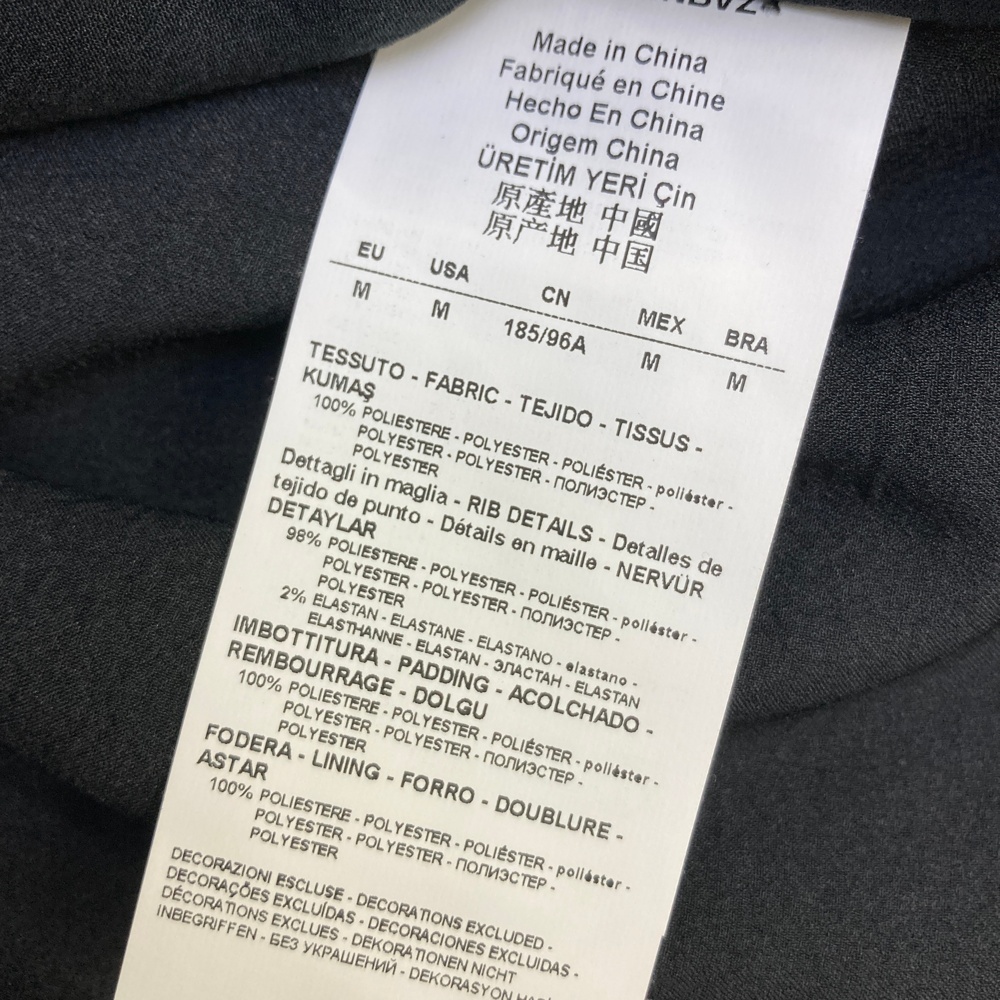 Made in China
Fabriqué en Chine
Hecho En China
Origem China
ÜRETİM YERİ Çin
原產地 中國
原产地 中国
EU USA CN MEX BRA
M M 185/96A M M
TESSUTO - FABRIC - TEJIDO - TISSUS -
KUMAŞ
100% POLIESTERE - POLYESTER - POLIÉSTER - poliéster -
POLYESTER - POLYESTER - ПОЛИЭСТЕР -
POLYESTER
Dettagli in maglia - RIB DETAILS - Detalles de
tejido de punto - Détails en maille - NERVÜR
DETAYLAR
98% POLIESTERE - POLYESTER - POLIÉSTER - poliéster -
POLYESTER - POLYESTER - ПОЛИЭСТЕР -
POLYESTER
2% ELASTAN - ELASTANE - ELASTANO - elastano -
ELASTHANNE - ELASTAN - ЭЛАСТАН - ELASTAN
IMBOTTITURA - PADDING - ACOLCHADO -
REMBOURRAGE - DOLGU
100% POLIESTERE - POLYESTER - POLIÉSTER - poliéster -
POLYESTER - POLYESTER - ПОЛИЭСТЕР -
POLYESTER
FODERA - LINING - FORRO - DOUBLURE -
ASTAR
100% POLIESTERE - POLYESTER - POLIÉSTER - poliéster -
POLYESTER - POLYESTER - ПОЛИЭСТЕР -
POLYESTER
DECORAZIONI ESCLUSE - DECORATIONS EXCLUDED -
DECORAÇÕES EXCLUÍDAS - DECORACIONES EXCLUIDAS -
DÉCORATIONS EXCLUES - DEKORATIONEN NICHT
INBEGRIFFEN - БЕЗ УКРАШЕНИЙ - DEKORASYON